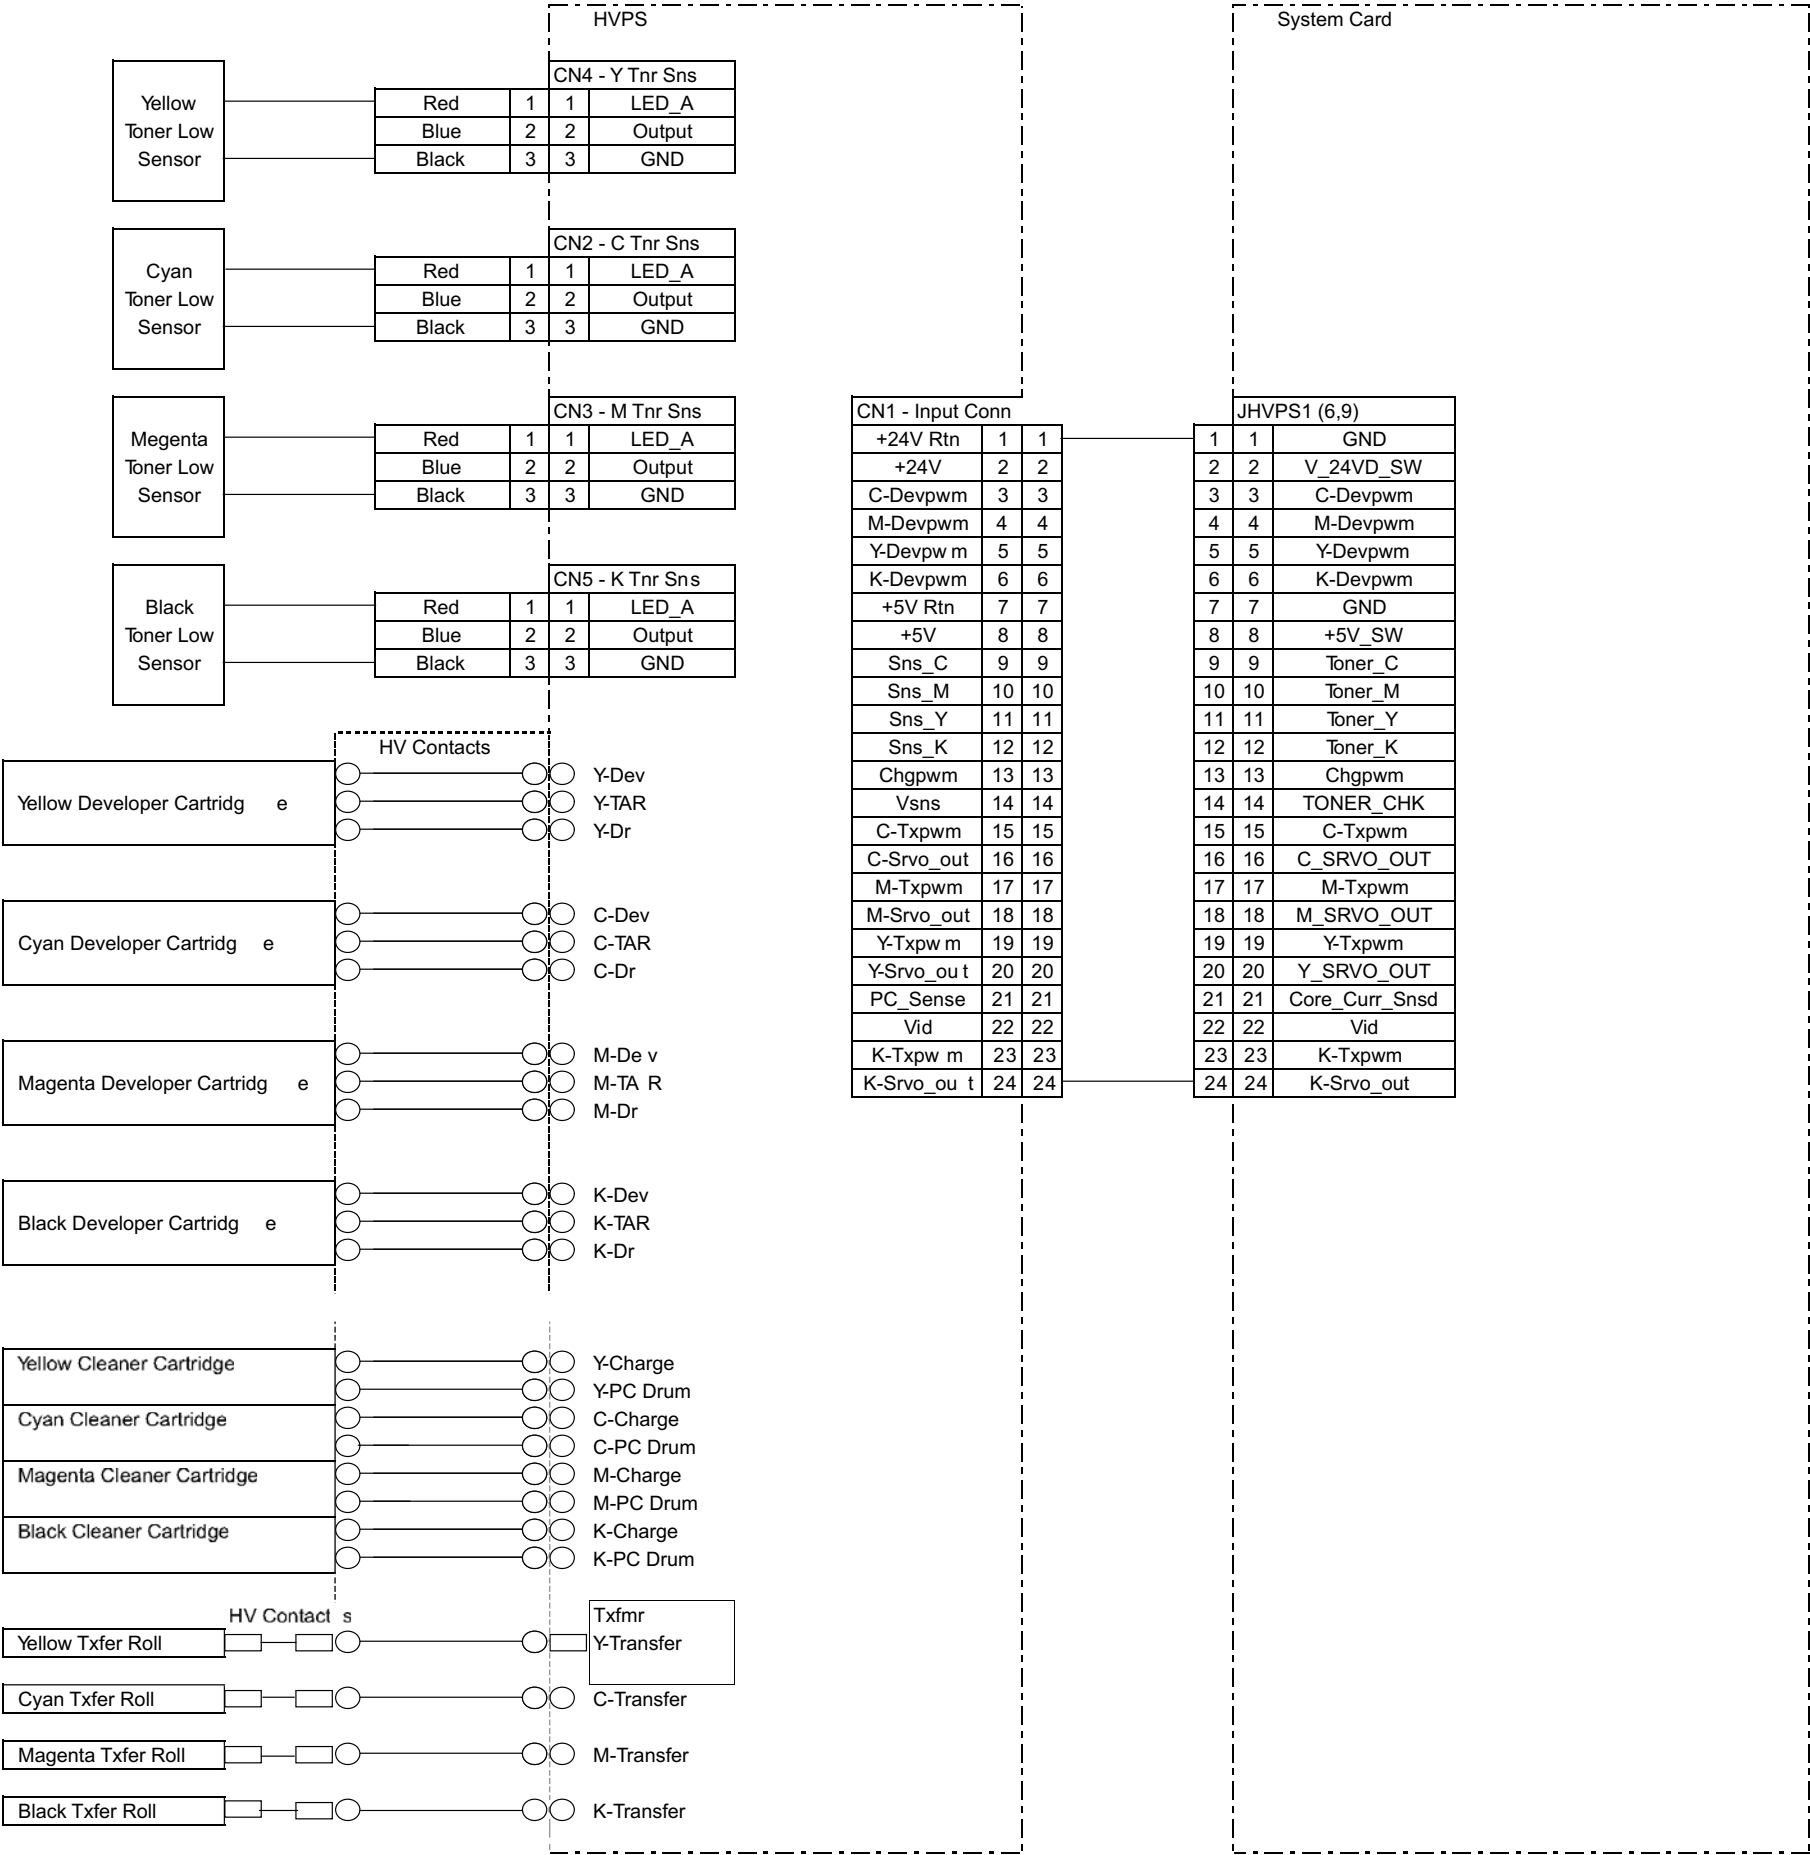 HVPS
System Card
CN4 - Y Tnr Sns
Yellow Toner Low Sensor
Red 1 1 LED_A
Blue 2 2 Output
Black 3 3 GND
CN2 - C Tnr Sns
Cyan Toner Low Sensor
Red 1 1 LED_A
Blue 2 2 Output
Black 3 3 GND
CN3 - M Tnr Sns
Megenta Toner Low Sensor
Red 1 1 LED_A
Blue 2 2 Output
Black 3 3 GND
CN5 - K Tnr Sns
Black Toner Low Sensor
Red 1 1 LED_A
Blue 2 2 Output
Black 3 3 GND
CN1 - Input Conn JHVPS1 (6,9)
+24V Rtn 1 1 1 1 GND
+24V 2 2 2 2 V_24VD_SW
C-Devpwm 3 3 3 3 C-Devpwm
M-Devpwm 4 4 4 4 M-Devpwm
Y-Devpw m 5 5 5 5 Y-Devpwm
K-Devpwm 6 6 6 6 K-Devpwm
+5V Rtn 7 7 7 7 GND
+5V 8 8 8 8 +5V_SW
Sns_C 9 9 9 9 Toner_C
Sns_M 10 10 10 10 Toner_M
Sns_Y 11 11 11 11 Toner_Y
Sns_K 12 12 12 12 Toner_K
Chgpwm 13 13 13 13 Chgpwm
Vsns 14 14 14 14 TONER_CHK
C-Txpwm 15 15 15 15 C-Txpwm
C-Srvo_out 16 16 16 16 C_SRVO_OUT
M-Txpwm 17 17 17 17 M-Txpwm
M-Srvo_out 18 18 18 18 M_SRVO_OUT
Y-Txpw m 19 19 19 19 Y-Txpwm
Y-Srvo_ou t 20 20 20 20 Y_SRVO_OUT
PC_Sense 21 21 21 21 Core_Curr_Snsd
Vid 22 22 22 22 Vid
K-Txpw m 23 23 23 23 K-Txpwm
K-Srvo_ou t 24 24 24 24 K-Srvo_out
HV Contacts
Y-Dev
Yellow Developer Cartridg e Y-TAR
Y-Dr
C-Dev
Cyan Developer Cartridg e C-TAR
C-Dr
M-De v
Magenta Developer Cartridg e M-TA R
M-Dr
K-Dev
Black Developer Cartridg e K-TAR
K-Dr
Yellow Cleaner Cartridge Y-Charge
Y-PC Drum
Cyan Cleaner Cartridge C-Charge
C-PC Drum
Magenta Cleaner Cartridge M-Charge
M-PC Drum
Black Cleaner Cartridge K-Charge
K-PC Drum
HV Contact s Txfmr
Yellow Txfer Roll Y-Transfer
Cyan Txfer Roll C-Transfer
Magenta Txfer Roll M-Transfer
Black Txfer Roll K-Transfer